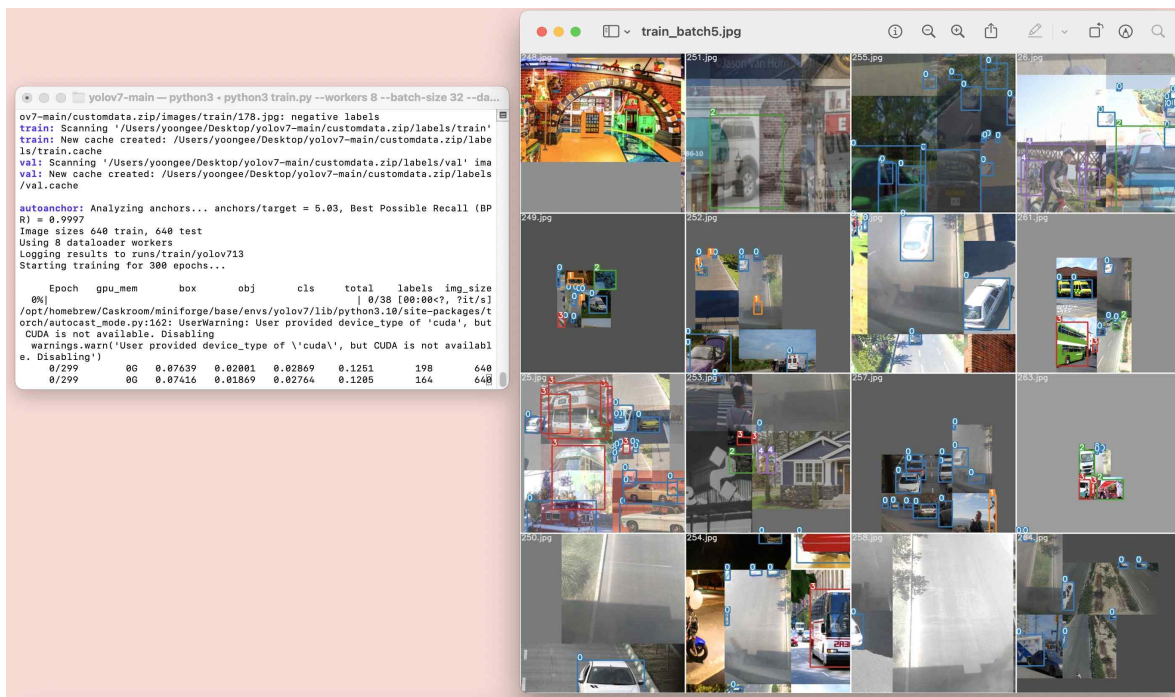 yolov7-main — python3 • python3 train.py --workers 8 --batch-size 32 --da...
ov7-main/customdata.zip/images/train/178.jpg: negative labels
train: Scanning '/Users/yoongee/Desktop/yolov7-main/customdata.zip/labels/train'
train: New cache created: /Users/yoongee/Desktop/yolov7-main/customdata.zip/labe
ls/train.cache
val: Scanning '/Users/yoongee/Desktop/yolov7-main/customdata.zip/labels/val' ima
val: New cache created: /Users/yoongee/Desktop/yolov7-main/customdata.zip/labels
/val.cache
autoanchor: Analyzing anchors... anchors/target = 5.03, Best Possible Recall (BP
R) = 0.9997
Image sizes 640 train, 640 test
Using 8 dataloader workers
Logging results to runs/train/yolov713
Starting training for 300 epochs...
Epoch gpu_mem box obj cls total labels img_size
0%| | 0/38 [00:00<?, ?it/s]
/opt/homebrew/Caskroom/miniforge/base/envs/yolov7/lib/python3.10/site-packages/t
orch/autocast_mode.py:162: UserWarning: User provided device_type of 'cuda', but
CUDA is not available. Disabling
warnings.warn('User provided device_type of \'cuda\', but CUDA is not availabl
e. Disabling')
0/299 0G 0.07639 0.02001 0.02869 0.1251 198 640
0/299 0G 0.07416 0.01869 0.02764 0.1205 164 640
train_batch5.jpg
248.jpg
251.jpg
255.jpg
26.jpg
Jason Van Horn
86-10
249.jpg
252.jpg
261.jpg
25.jpg
253.jpg
257.jpg
263.jpg
250.jpg
254.jpg
258.jpg
264.jpg